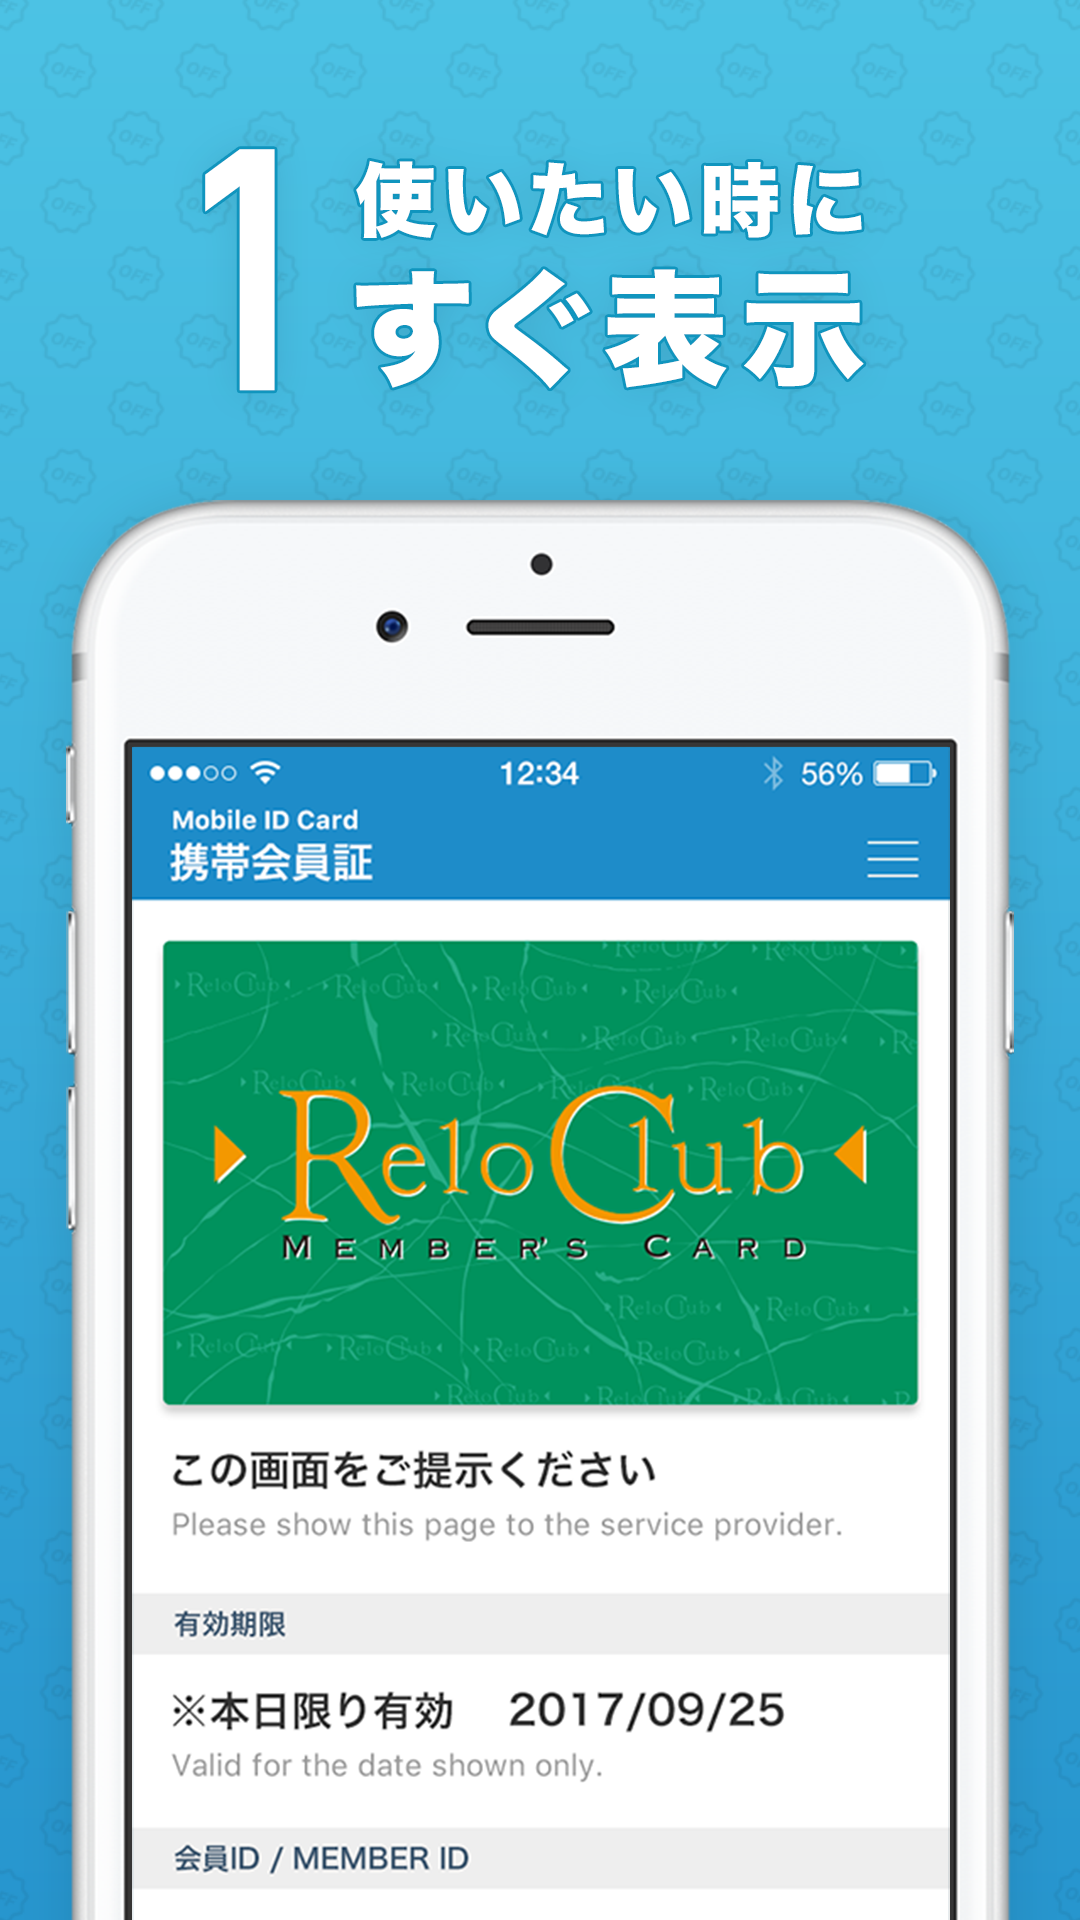 1
使いたい時に
すぐ表示
12:34
56%
Mobile ID Card
携帯会員証
ReloClub
MEMBER'S CARD
この画面をご提示ください
Please show this page to the service provider.
有効期限
※本日限り有効 2017/09/25
Valid for the date shown only.
会員ID / MEMBER ID